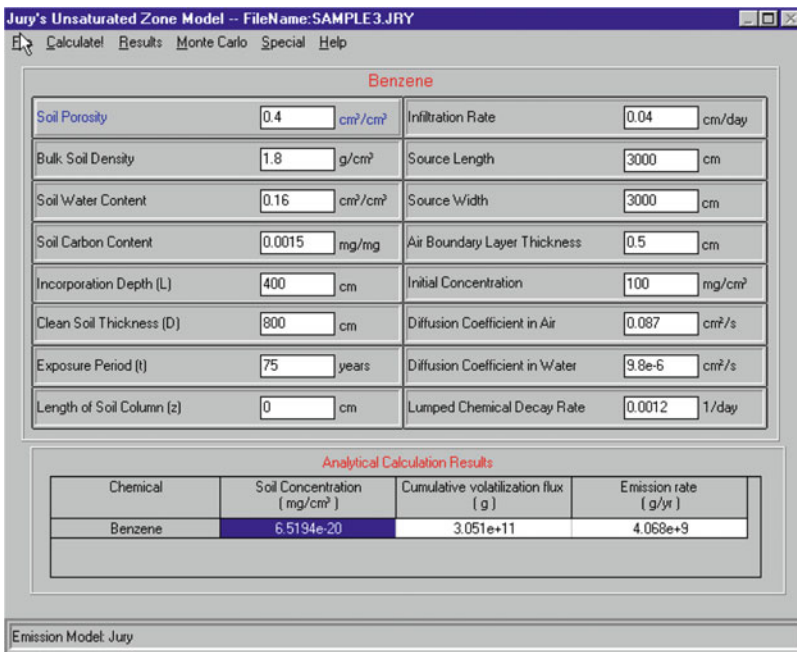 Jury's Unsaturated Zone Model -- FileName:SAMPLE3.JRY
Calculate! Results Monte Carlo Special Help
Benzene
Soil Porosity 0.4 cm³/cm³ Infiltration Rate 0.04 cm/day
Bulk Soil Density 1.8 g/cm³ Source Length 3000 cm
Soil Water Content 0.16 cm³/cm³ Source Width 3000 cm
Soil Carbon Content 0.0015 mg/mg Air Boundary Layer Thickness 0.5 cm
Incorporation Depth (L) 400 cm Initial Concentration 100 mg/cm³
Clean Soil Thickness (D) 800 cm Diffusion Coefficient in Air 0.087 cm²/s
Exposure Period (t) 75 years Diffusion Coefficient in Water 9.8e-6 cm²/s
Length of Soil Column (z) 0 cm Lumped Chemical Decay Rate 0.0012 1/day
Analytical Calculation Results
Chemical Soil Concentration Cumulative volatilization flux Emission rate
( mg/cm³ ) ( g ) ( g/yr )
Benzene 6.5194e-20 3.051e+11 4.068e+9
Emission Model: Jury